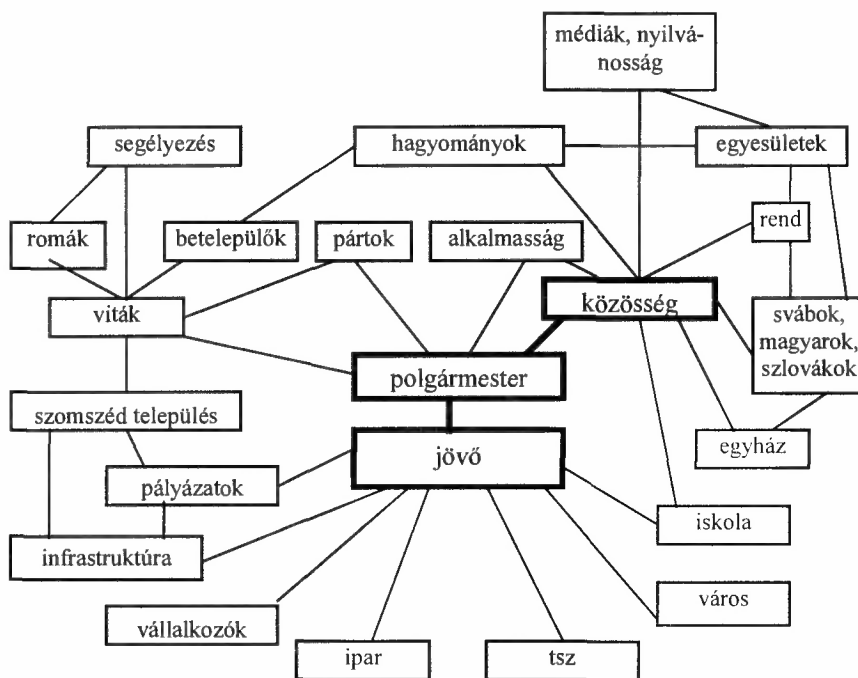 médiák, nyilvá-
nosság
segélyezés
hagyományok
egyesületek
romák
betelepülők
pártok
alkalmasság
rend
viták
közösség
svábok,
magyarok,
szlovákok
polgármester
szomszéd település
egyház
jövő
pályázatok
iskola
infrastruktúra
város
vállalkozók
ipar
tsz